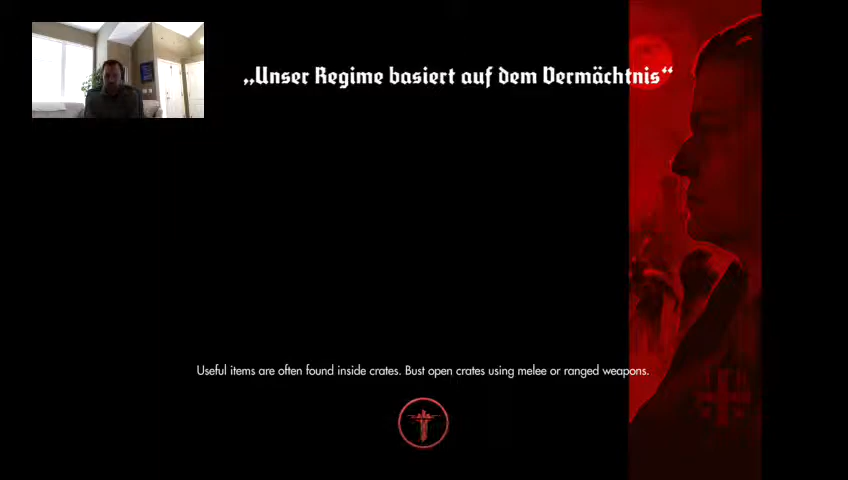 „Unser Regime basiert auf dem Vermächtnis“
Useful items are often found inside crates. Bust open crates using melee or ranged weapons.